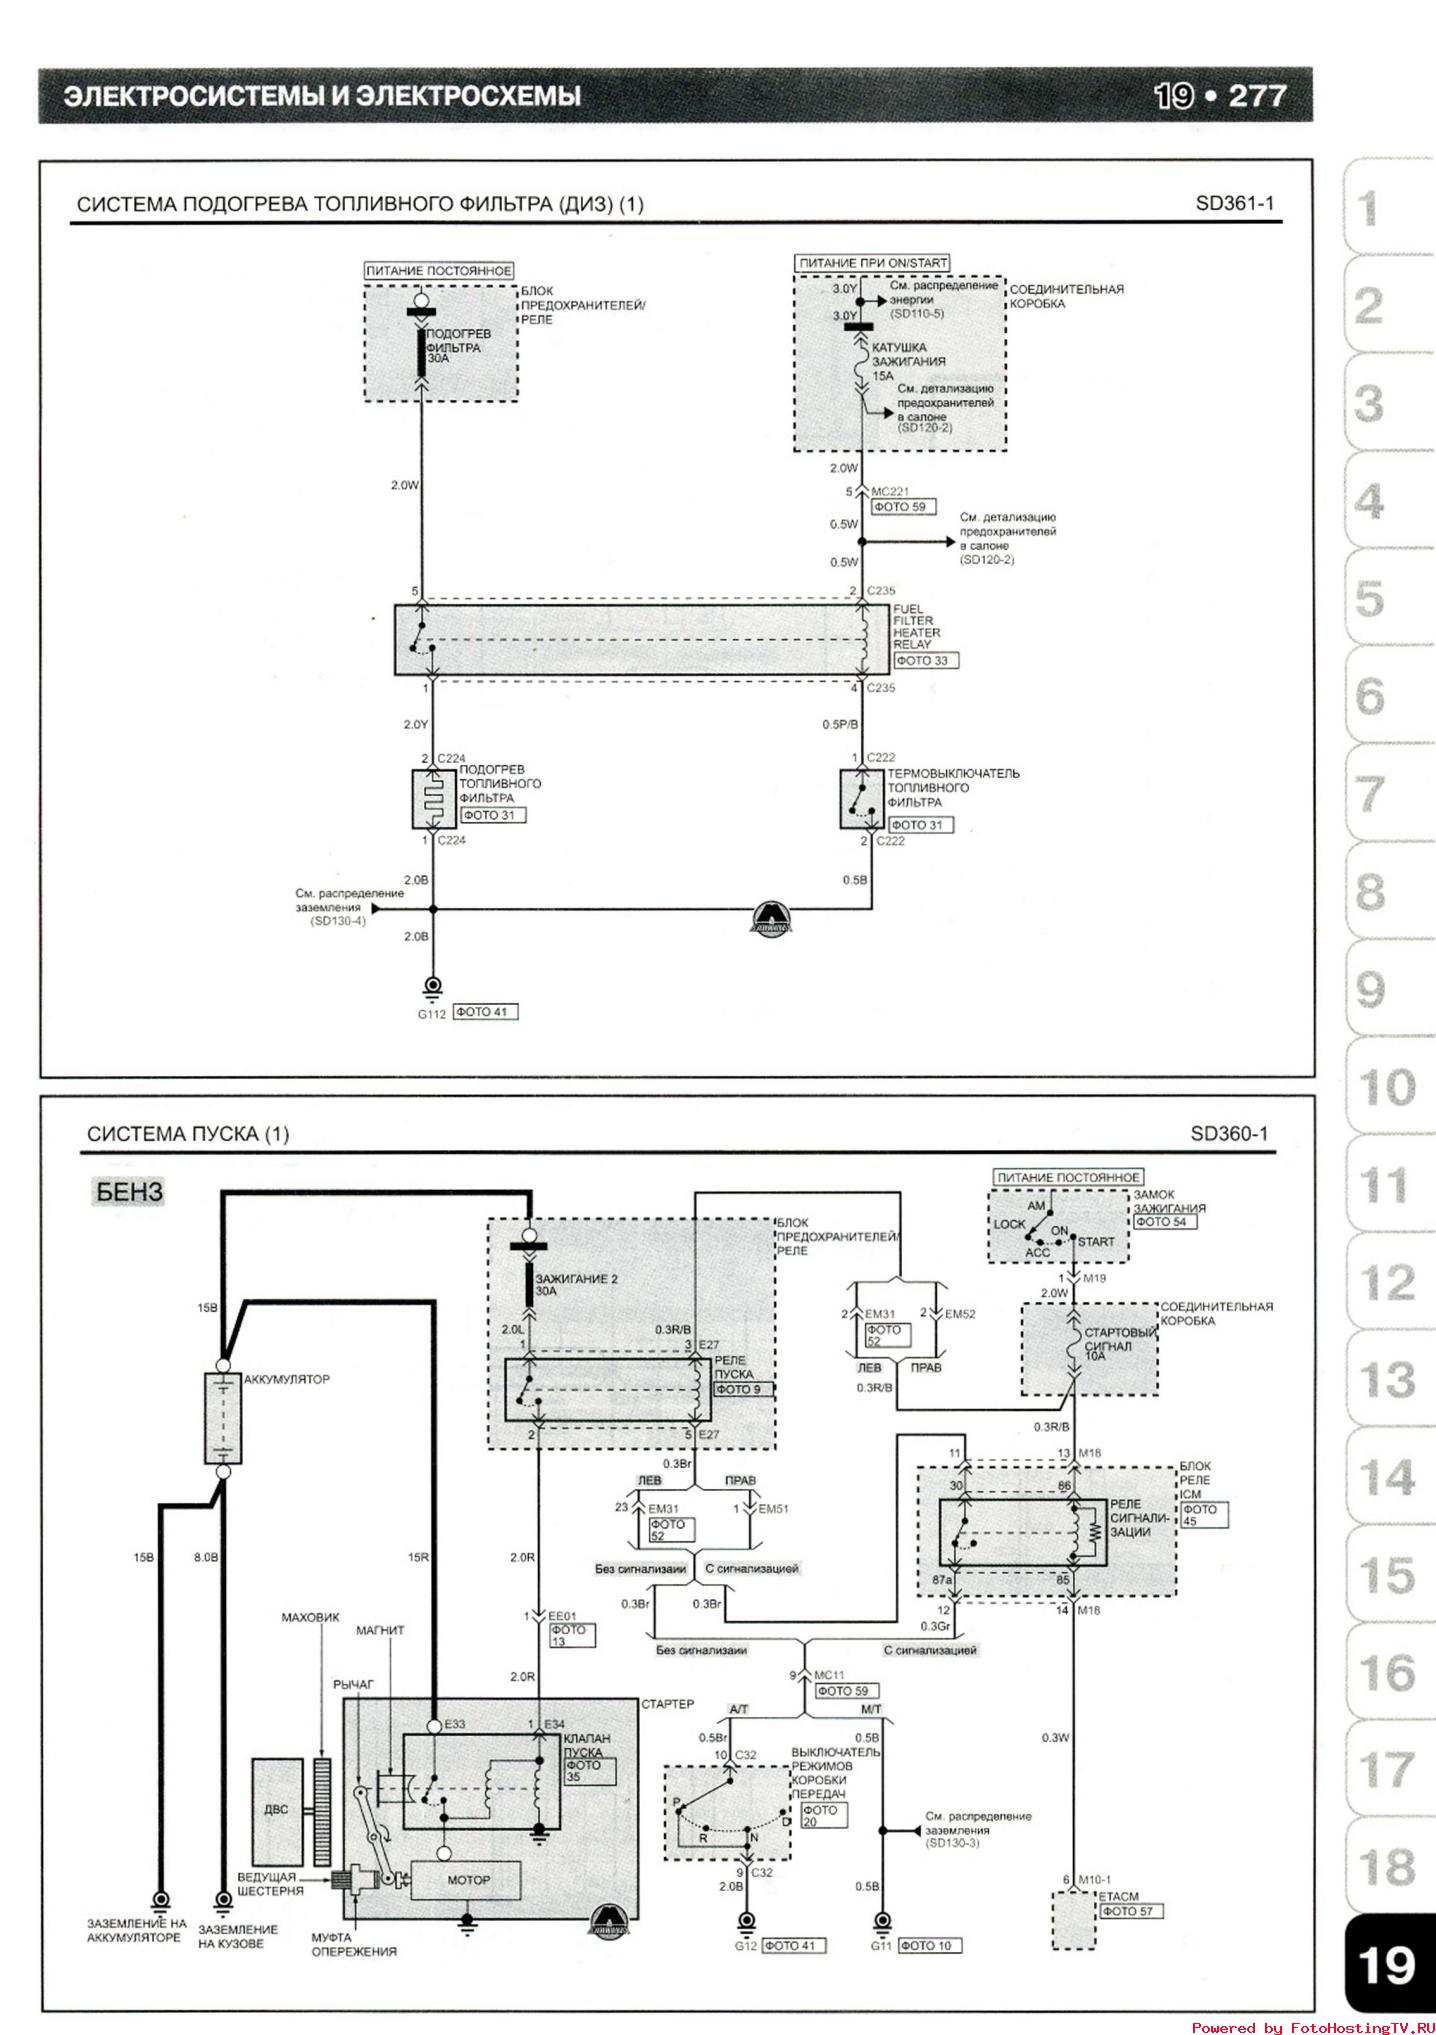 ЭЛЕКТРОСИСТЕМЫ И ЭЛЕКТРОСХЕМЫ
19 • 277
СИСТЕМА ПОДОГРЕВА ТОПЛИВНОГО ФИЛЬТРА (ДИЗ) (1)
SD361-1
ПИТАНИЕ ПОСТОЯННОЕ
БЛОК
ПРЕДОХРАНИТЕЛЕЙ/
РЕЛЕ
ПОДОГРЕВ
ФИЛЬТРА
30A
ПИТАНИЕ ПРИ ON/START
3.0Y
См. распределение
энергии
(SD110-5)
3.0Y
СОЕДИНИТЕЛЬНАЯ
КОРОБКА
КАТУШКА
ЗАЖИГАНИЯ
15A
См. детализацию
предохранителей
в салоне
(SD120-2)
2.0W
2.0W
5
MC221
ФОТО 59
0.5W
См. детализацию
предохранителей
в салоне
(SD120-2)
0.5W
5
2
C235
FUEL
FILTER
HEATER
RELAY
ФОТО 33
1
4
C235
2.0Y
0.5P/B
2
C224
ПОДОГРЕВ
ТОПЛИВНОГО
ФИЛЬТРА
ФОТО 31
1
C224
1
C222
ТЕРМОВЫКЛЮЧАТЕЛЬ
ТОПЛИВНОГО
ФИЛЬТРА
ФОТО 31
2
C222
2.0B
0.5B
См. распределение
заземления
(SD130-4)
2.0B
G112
ФОТО 41
СИСТЕМА ПУСКА (1)
SD360-1
БЕНЗ
ПИТАНИЕ ПОСТОЯННОЕ
ЗАМОК
ЗАЖИГАНИЯ
ФОТО 54
AM
LOCK
ON
START
ACC
БЛОК
ПРЕДОХРАНИТЕЛЕЙ/
РЕЛЕ
ЗАЖИГАНИЕ 2
30A
1
M19
2.0W
СОЕДИНИТЕЛЬНАЯ
КОРОБКА
СТАРТОВЫЙ
СИГНАЛ
10A
15B
2.0L
0.3R/B
1
3
E27
2
EM31
ФОТО
52
2
EM52
ЛЕВ
ПРАВ
0.3R/B
РЕЛЕ
ПУСКА
ФОТО 9
АККУМУЛЯТОР
2
5
E27
0.3R/B
0.3Br
11
13
M18
ЛЕВ
ПРАВ
23
EM31
ФОТО
52
1
EM51
30
86
БЛОК
РЕЛЕ
ICM
ФОТО
45
РЕЛЕ
СИГНАЛИ-
ЗАЦИИ
15B
8.0B
15R
2.0R
Без сигнализаии
С сигнализацией
87a
85
0.3Br
0.3Br
12
14
M18
0.3Gr
1
EE01
ФОТО
13
МАХОВИК
МАГНИТ
Без сигнализаии
С сигнализацией
2.0R
9
MC11
ФОТО 59
РЫЧАГ
СТАРТЕР
A/T
M/T
E33
1
E34
КЛАПАН
ПУСКА
ФОТО
35
0.5Br
0.5B
0.3W
10
C32
ВЫКЛЮЧАТЕЛЬ
РЕЖИМОВ
КОРОБКИ
ПЕРЕДАЧ
ФОТО
20
P
R
N
D
ДВС
См. распределение
заземления
(SD130-3)
9
C32
МОТОР
ВЕДУЩАЯ
ШЕСТЕРНЯ
2.0B
0.5B
6
M10-1
ETACM
ФОТО 57
ЗАЗЕМЛЕНИЕ НА
АККУМУЛЯТОРЕ
ЗАЗЕМЛЕНИЕ
НА КУЗОВЕ
МУФТА
ОПЕРЕЖЕНИЯ
G12
ФОТО 41
G11
ФОТО 10
1
2
3
4
5
6
7
8
9
10
11
12
13
14
15
16
17
18
19
Powered by FotoHostingTV.RU